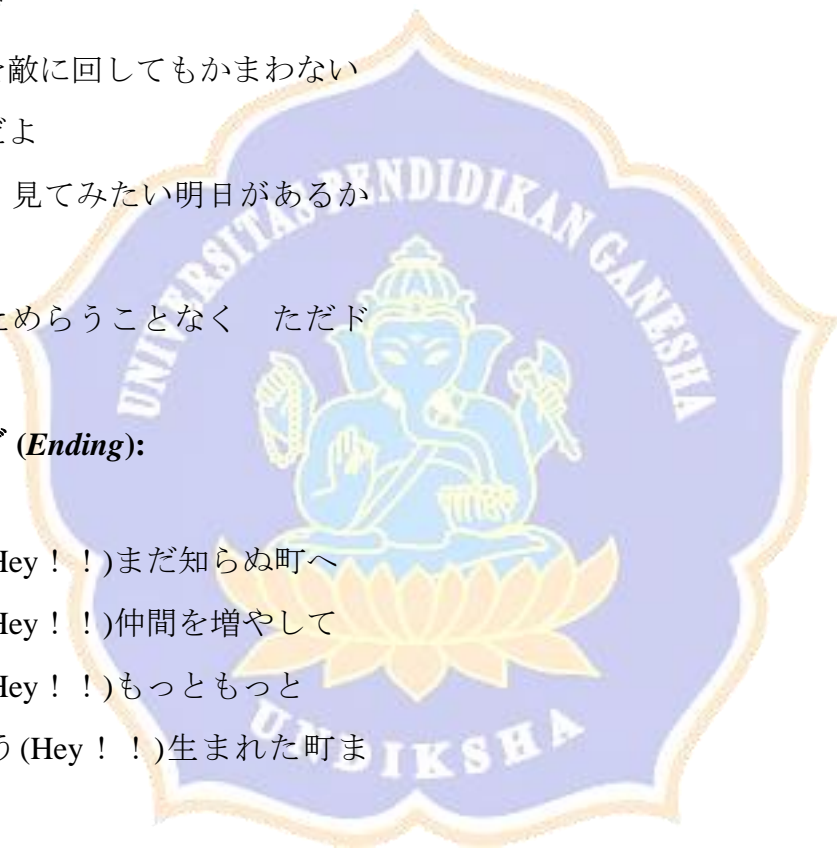 敵に回してもかまわない
だよ
見てみたい明日があるか
ためらうことなく　ただド
(Ending):
Hey！！)まだ知らぬ町へ
Hey！！)仲間を増やして
Hey！！)もっともっと
う (Hey！！)生まれた町ま
UNIVERSITAS PENDIDIKAN GANESHA
UNDIKSHA